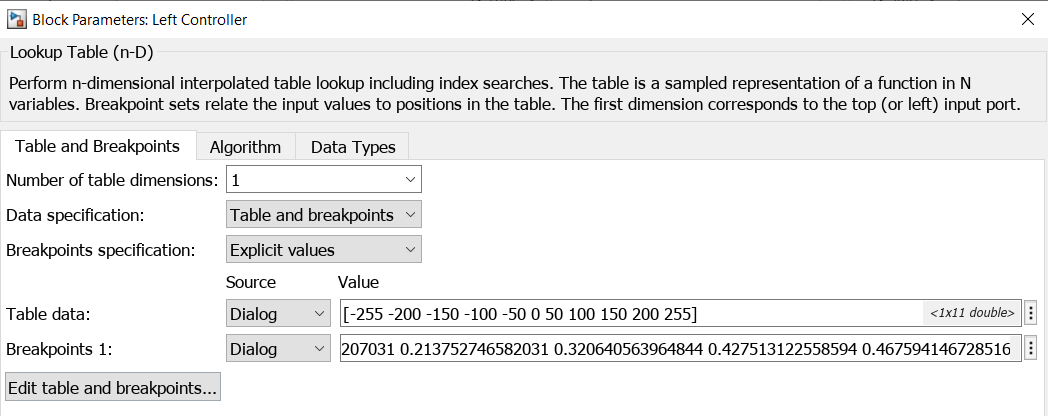 Block Parameters: Left Controller
Lookup Table (n-D)
Perform n-dimensional interpolated table lookup including index searches. The table is a sampled representation of a function in N
variables. Breakpoint sets relate the input values to positions in the table. The first dimension corresponds to the top (or left) input port.
Table and Breakpoints Algorithm Data Types
Number of table dimensions: 1
Data specification: Table and breakpoints
Breakpoints specification: Explicit values
Source Value
Table data: Dialog [-255 -200 -150 -100 -50 0 50 100 150 200 255] <1x11 double>
Breakpoints 1: Dialog 207031 0.213752746582031 0.320640563964844 0.427513122558594 0.467594146728516
Edit table and breakpoints...